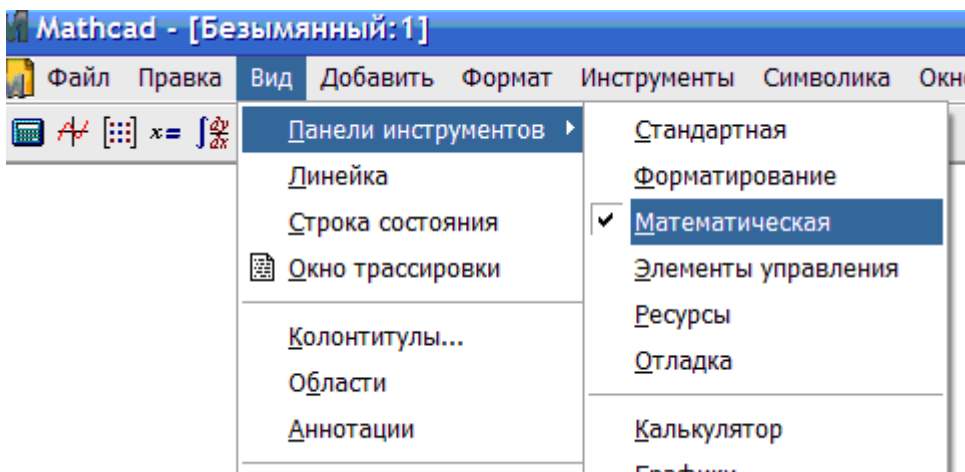 Mathcad - [Безымянный:1]
Файл Правка Вид Добавить Формат Инструменты Символика
Панели инструментов
Линейка
Строка состояния
Окно трассировки
Колонтитулы...
Области
Аннотации
Стандартная
Форматирование
Математическая
Элементы управления
Ресурсы
Отладка
Калькулятор